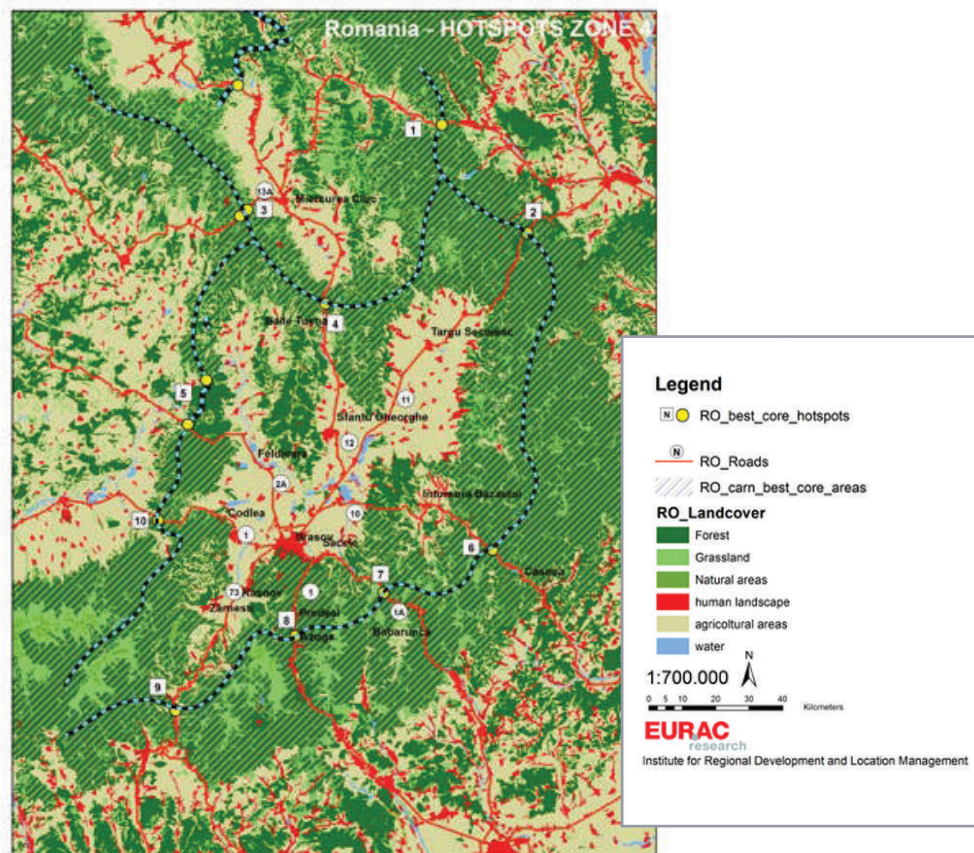 Romania - HOTSPOTS ZONE 4
1
2
13A
Miercurea Ciuc
3
Baile Tusnad
4
Targu Secuiesc
5
11
Sfantu Gheorghe
12
Feldioara
2A
Intorsura Buzaului
Codlea
10
10
1
Brasov
Sacele
6
7
Casoca
73
Rasnov
1
Zarnesti
8
Predeal
1A
Babarunca
Azuga
9
Legend
N
RO_best_core_hotspots
N
RO_Roads
RO_carn_best_core_areas
RO_Landcover
Forest
Grassland
Natural areas
human landscape
agricoltural areas
water
1:700.000
N
0 5 10 20 30 40
Kilometers
EURAC
research
Institute for Regional Development and Location Management